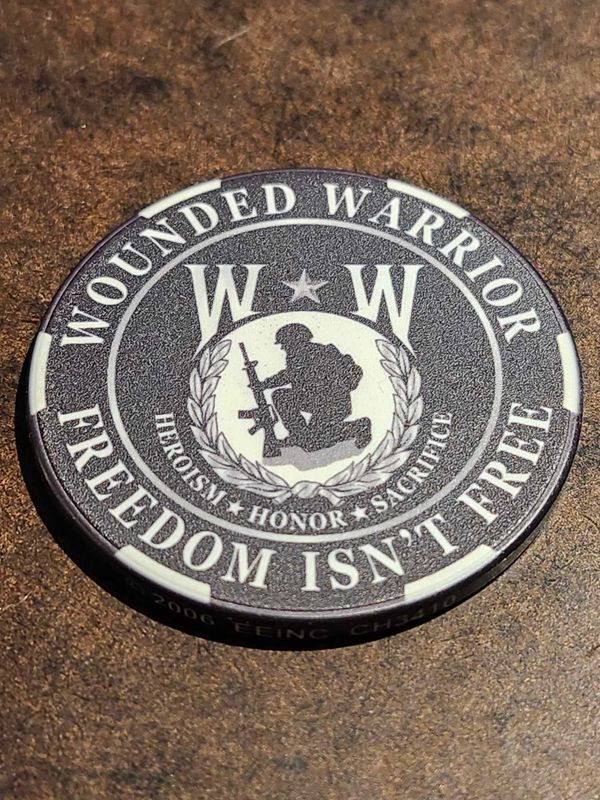 WOUNDED WARRIOR
W ★ W
HEROISM ★ HONOR ★ SACRIFICE
FREEDOM ISN'T FREE
© 2006 EEINC CH3410